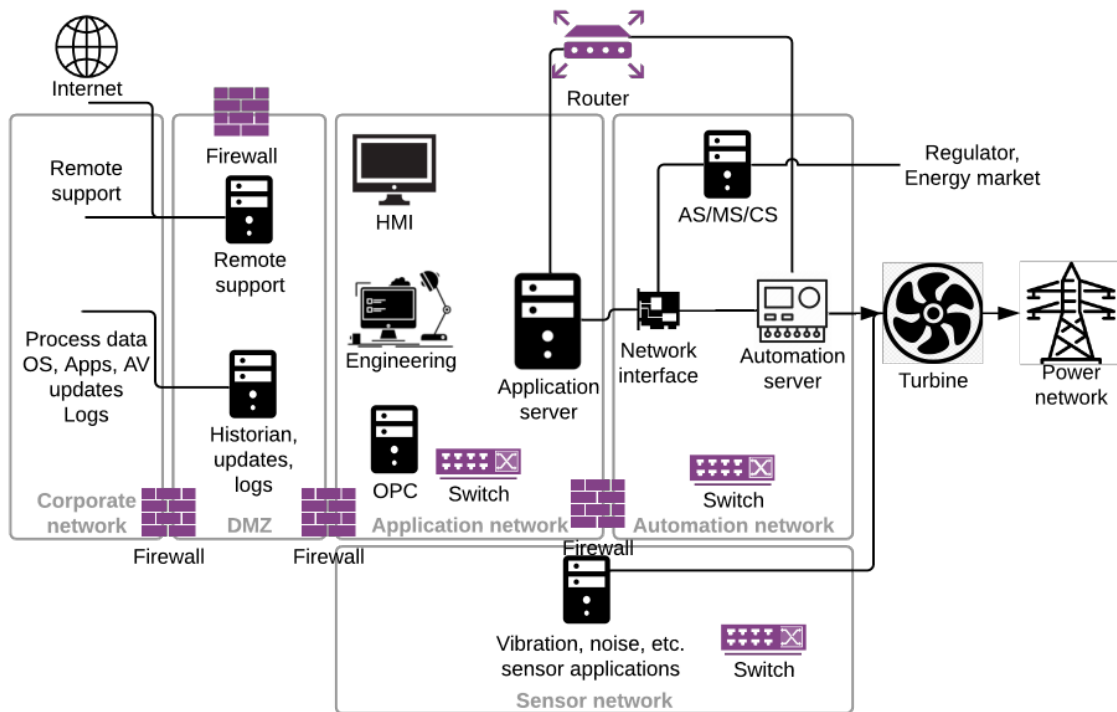 Internet
Router
Firewall
Remote
support
Remote
support
HMI
AS/MS/CS
Regulator,
Energy market
Process data
OS, Apps, AV
updates
Logs
Historian,
updates,
logs
Engineering
Application
server
Network
interface
Automation
server
Turbine
Power
network
OPC
Switch
Switch
Corporate
network
DMZ
Application network
Automation network
Firewall
Firewall
Firewall
Vibration, noise, etc.
sensor applications
Switch
Sensor network